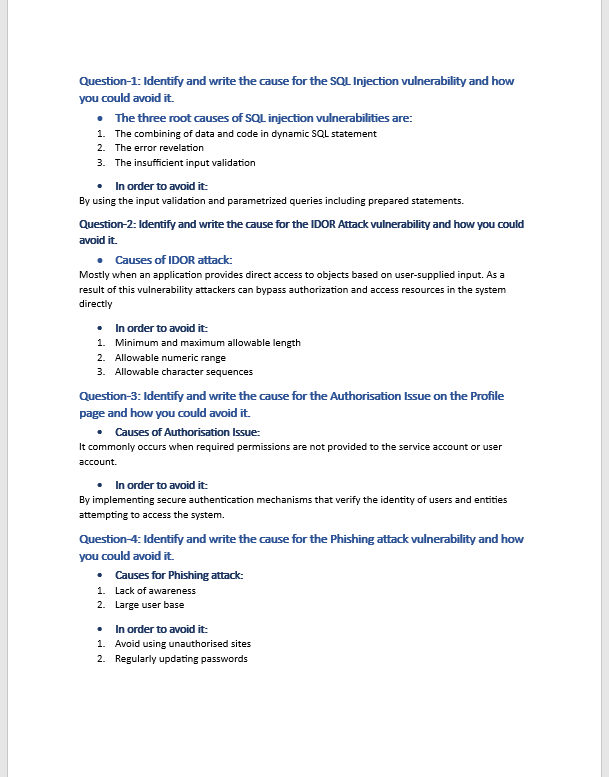 Question-1: Identify and write the cause for the SQL Injection vulnerability and how
you could avoid it.
• The three root causes of SQL injection vulnerabilities are:
1. The combining of data and code in dynamic SQL statement
2. The error revelation
3. The insufficient input validation
• In order to avoid it:
By using the input validation and parametrized queries including prepared statements.
Question-2: Identify and write the cause for the IDOR Attack vulnerability and how you could
avoid it.
• Causes of IDOR attack:
Mostly when an application provides direct access to objects based on user-supplied input. As a
result of this vulnerability attackers can bypass authorization and access resources in the system
directly
• In order to avoid it:
1. Minimum and maximum allowable length
2. Allowable numeric range
3. Allowable character sequences
Question-3: Identify and write the cause for the Authorisation Issue on the Profile
page and how you could avoid it.
• Causes of Authorisation Issue:
It commonly occurs when required permissions are not provided to the service account or user
account.
• In order to avoid it:
By implementing secure authentication mechanisms that verify the identity of users and entities
attempting to access the system.
Question-4: Identify and write the cause for the Phishing attack vulnerability and how
you could avoid it.
• Causes for Phishing attack:
1. Lack of awareness
2. Large user base
• In order to avoid it:
1. Avoid using unauthorised sites
2. Regularly updating passwords